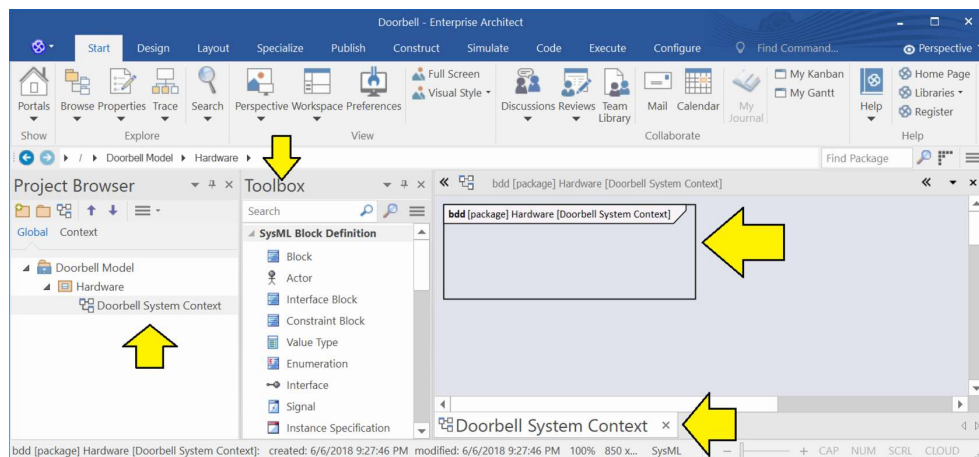 Doorbell - Enterprise Architect
Start Design Layout Specialize Publish Construct Simulate Code Execute Configure Find Command... Perspective
Full Screen
Visual Style
My Kanban
My Gantt
Home Page
Libraries
Register
Portals Browse Properties Trace Search Perspective Workspace Preferences Discussions Reviews Team Library Mail Calendar My Journal Help
Show Explore View Collaborate Help
/ Doorbell Model Hardware Find Package
Project Browser
Global Context
Doorbell Model
Hardware
Doorbell System Context
Toolbox
Search
SysML Block Definition
Block
Actor
Interface Block
Constraint Block
Value Type
Enumeration
Interface
Signal
Instance Specification
bdd [package] Hardware [Doorbell System Context]
bdd [package] Hardware [Doorbell System Context]
Doorbell System Context
bdd [package] Hardware [Doorbell System Context]: created: 6/6/2018 9:27:46 PM modified: 6/6/2018 9:27:46 PM 100% 850 x... SysML CAP NUM SCRL CLOUD